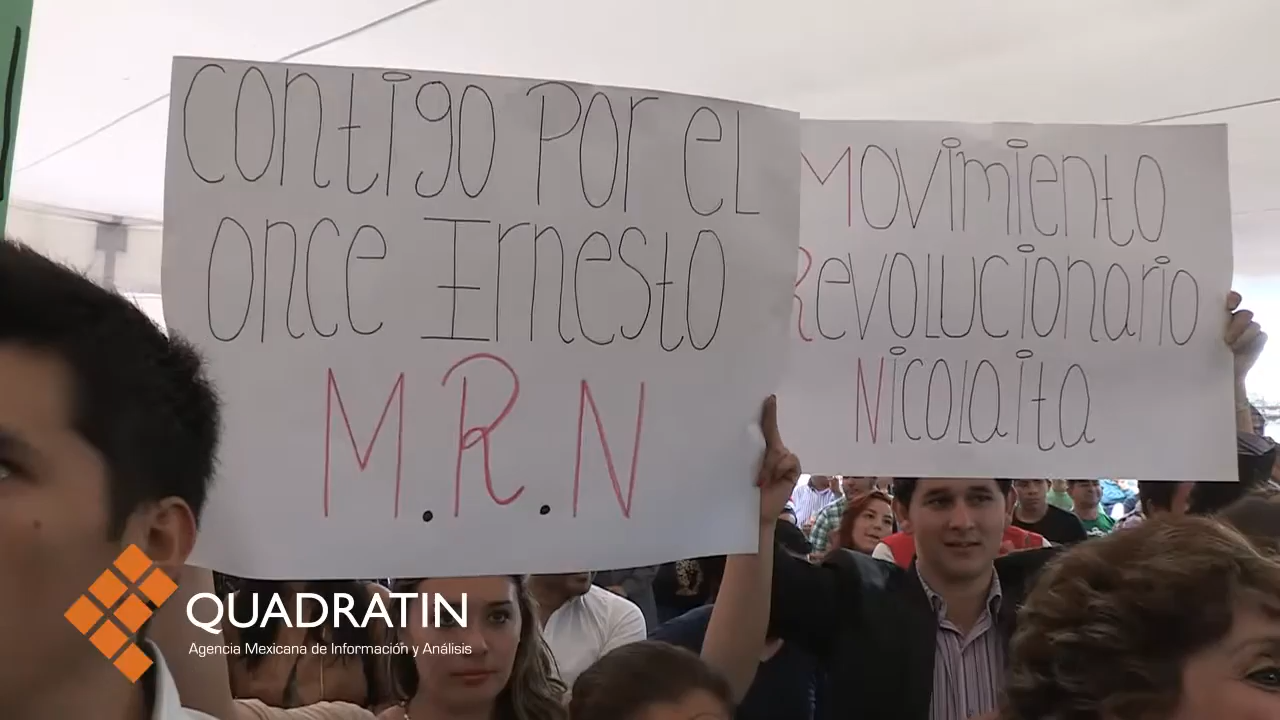 contigo Por el
once Ernesto
M.R.N
Movimiento
Revolucionario
Nicolaita
QUADRATIN
Agencia Mexicana de Información y Análisis